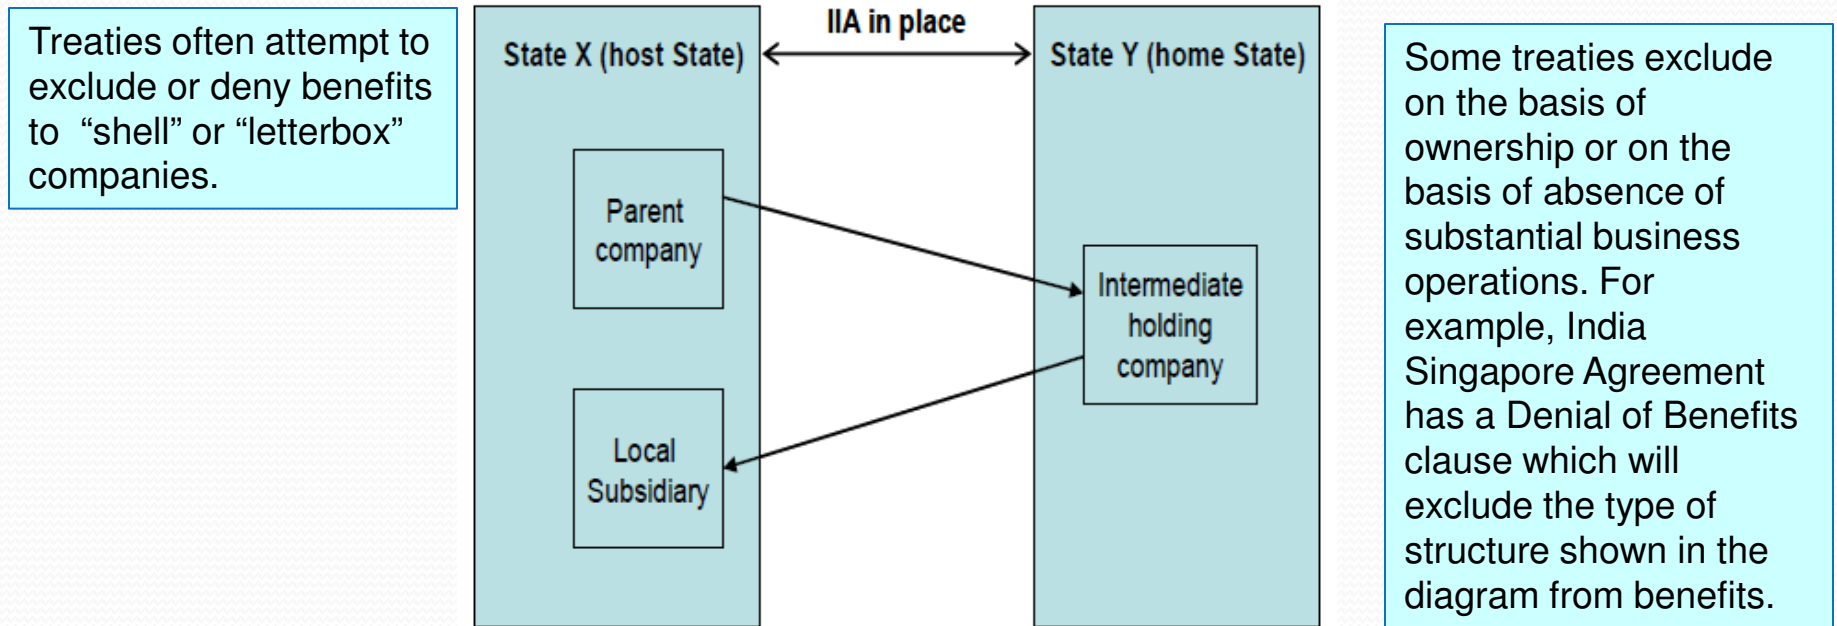 Treaties often attempt to
exclude or deny benefits
to “shell” or “letterbox”
companies.
IIA in place
State X (host State)
State Y (home State)
Parent
company
Intermediate
holding
company
Local
Subsidiary
Some treaties exclude
on the basis of
ownership or on the
basis of absence of
substantial business
operations. For
example, India
Singapore Agreement
has a Denial of Benefits
clause which will
exclude the type of
structure shown in the
diagram from benefits.